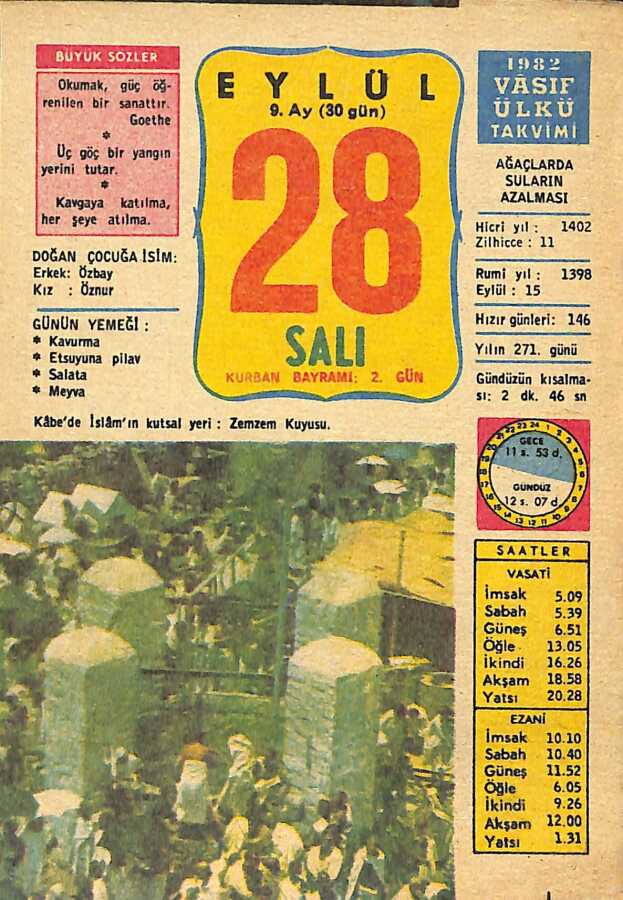 BÜYÜK SÖZLER
Okumak, güç öğ-
renilen bir sanattır.
Goethe
*
Uç göç bir yangın
yerini tutar.
*
Kavgaya katılma,
her şeye atılma.
DOĞAN ÇOCUĞA İSİM:
Erkek: Özbay
Kız : Öznur
GÜNÜN YEMEĞİ :
* Kavurma
* Etsuyuna pilav
* Salata
* Meyva
EYLÜL
9. Ay (30 gün)
28
SALI
KURBAN BAYRAMI: 2. GÜN
1982
VÂSIF
ÜLKÜ
TAKVİMİ
AĞAÇLARDA
SULARIN
AZALMASI
Hicri yıl : 1402
Zilhicce : 11
Rumi yıl : 1398
Eylül : 15
Hızır günleri: 146
Yılın 271. günü
Gündüzün kısalma-
sı: 2 dk. 46 sn
Kâbe'de İslâm'ın kutsal yeri : Zemzem Kuyusu.
GECE
11 s. 53 d.
GÜNDÜZ
12 s. 07 d.
SAATLER
VASATİ
İmsak 5.09
Sabah 5.39
Güneş 6.51
Öğle 13.05
İkindi 16.26
Akşam 18.58
Yatsı 20.28
EZANİ
İmsak 10.10
Sabah 10.40
Güneş 11.52
Öğle 6.05
İkindi 9.26
Akşam 12.00
Yatsı 1.31